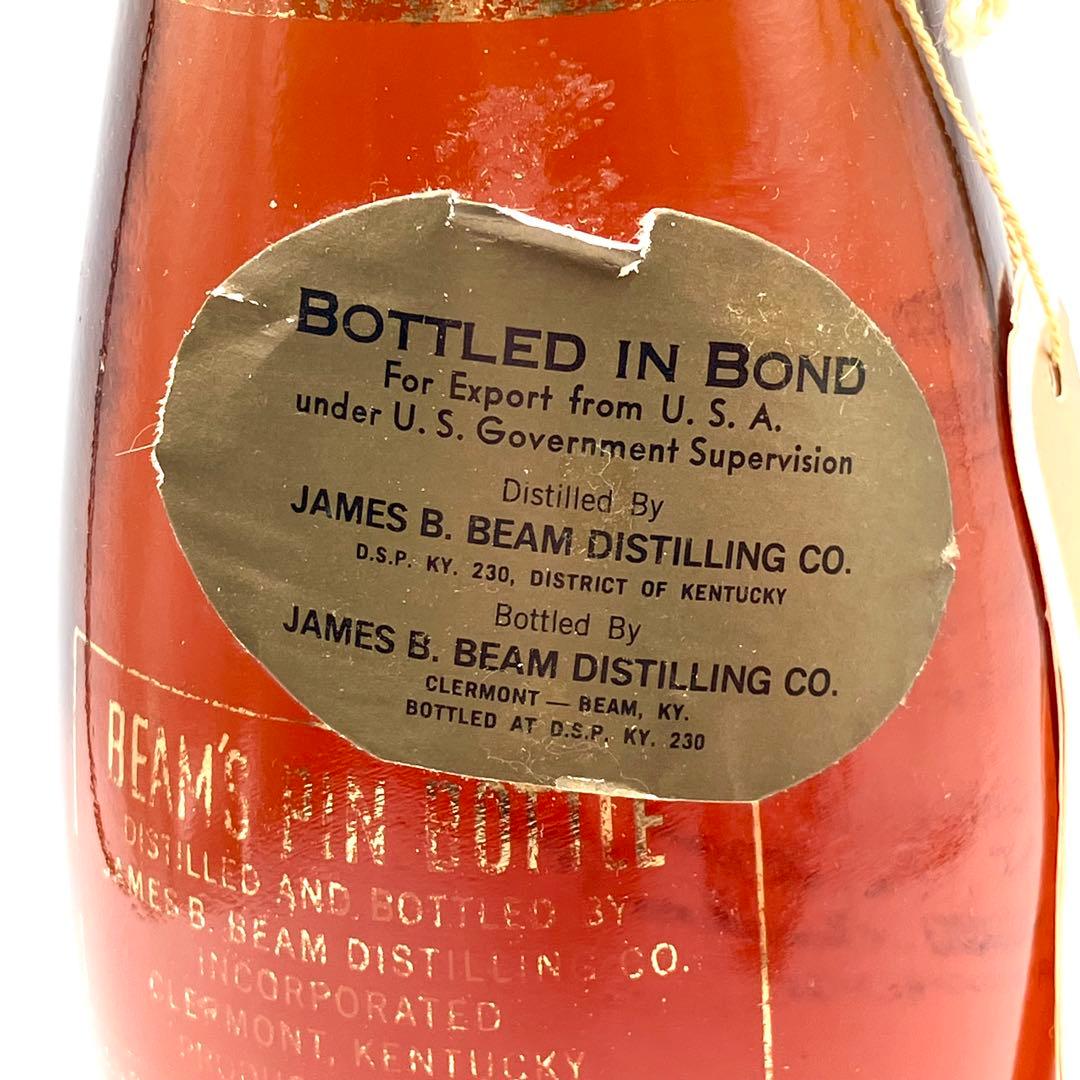 BOTTLED IN BOND
For Export from U. S. A.
under U. S. Government Supervision
Distilled By
JAMES B. BEAM DISTILLING CO.
D.S.P. KY. 230, DISTRICT OF KENTUCKY
Bottled By
JAMES B. BEAM DISTILLING CO.
CLERMONT — BEAM, KY.
BOTTLED AT D.S.P. KY. 230
BEAM'S PIN BOTTLE
DISTILLED AND BOTTLED BY
JAMES B. BEAM DISTILLING CO.
INCORPORATED
CLERMONT, KENTUCKY